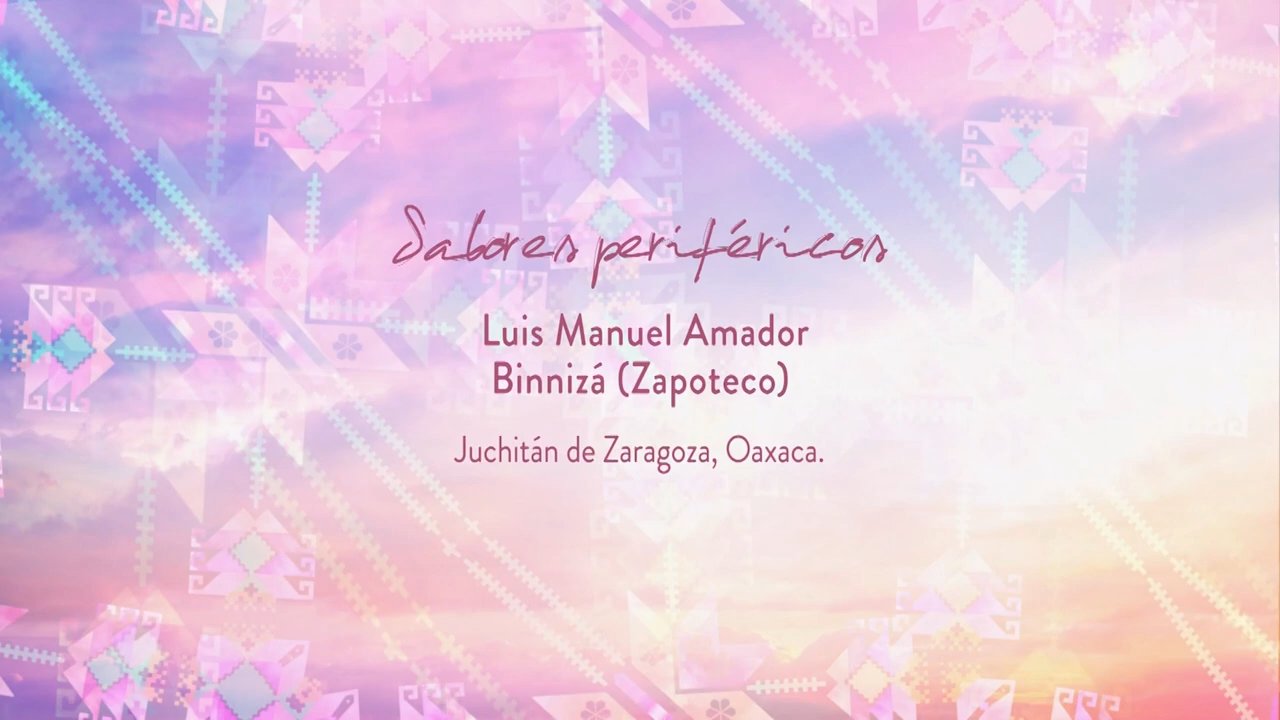 Sabores periféricos
Luis Manuel Amador
Binnizá (Zapoteco)
Juchitán de Zaragoza, Oaxaca.